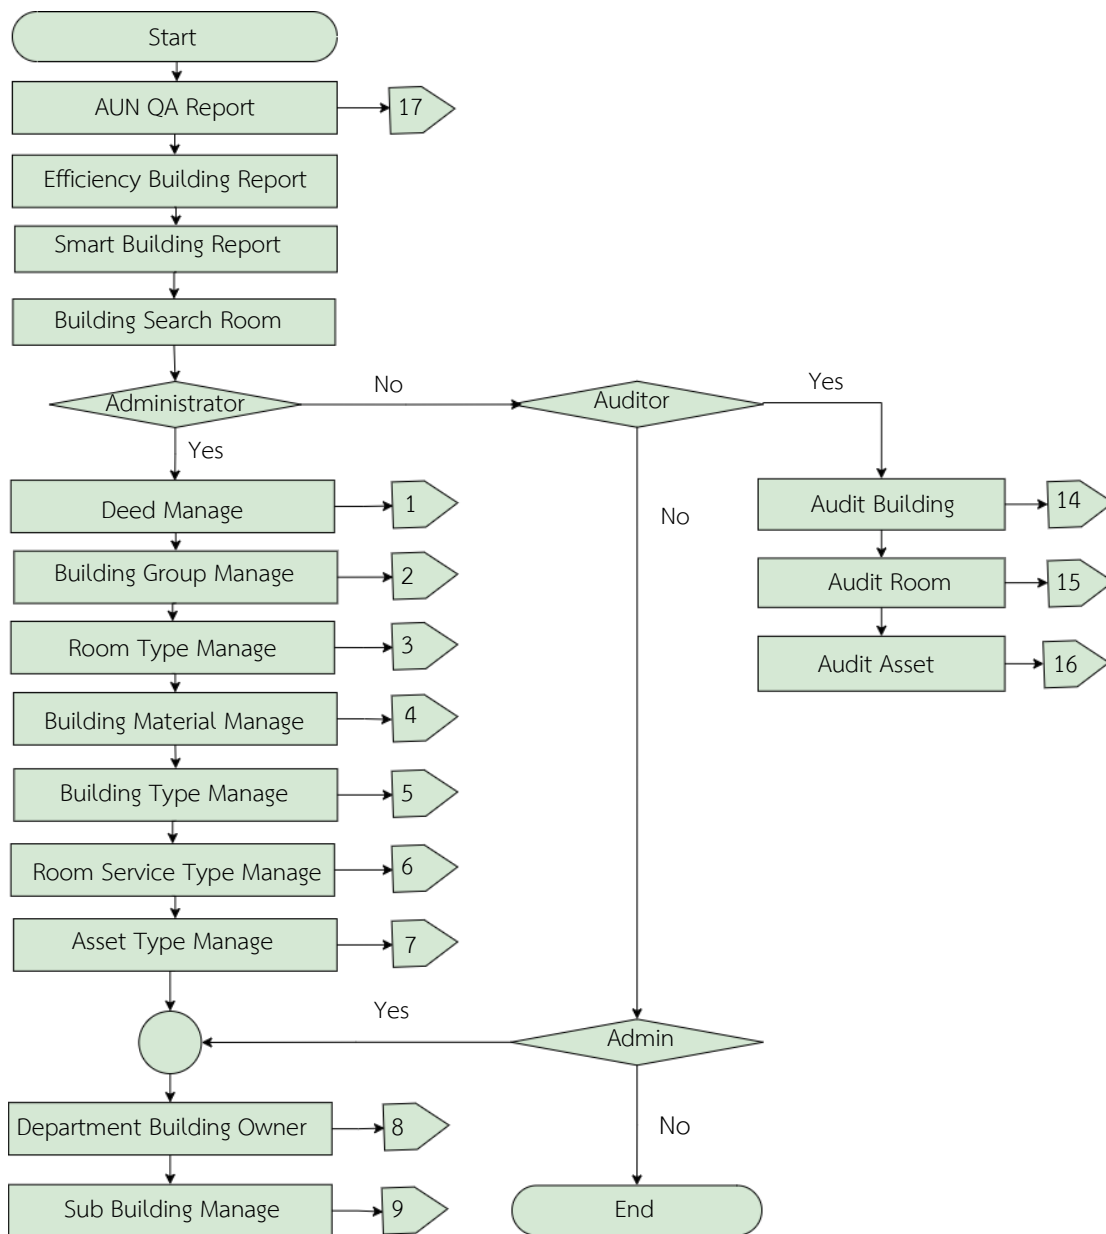 Start
AUN QA Report
17
Efficiency Building Report
Smart Building Report
Building Search Room
Administrator
No
Auditor
Yes
Yes
Deed Manage
1
No
Audit Building
14
Building Group Manage
2
Audit Room
15
Room Type Manage
3
Audit Asset
16
Building Material Manage
4
Building Type Manage
5
Room Service Type Manage
6
Asset Type Manage
7
Yes
Admin
No
Department Building Owner
8
Sub Building Manage
9
End